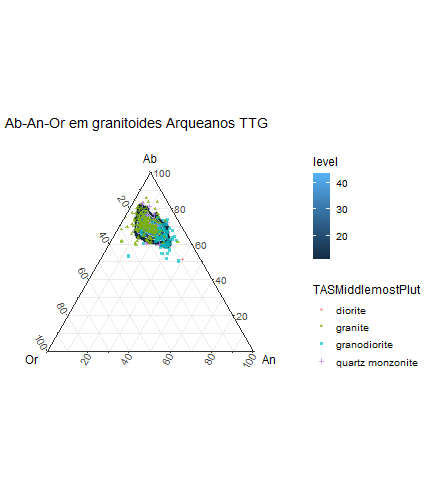 Ab-An-Or em granitoides Arqueanos TTG
Ab
100
20
80
40
60
60
40
80
20
100
Or
An
20
40
60
80
100
level
40
30
20
TASMiddlemostPlut
diorite
granite
granodiorite
quartz monzonite